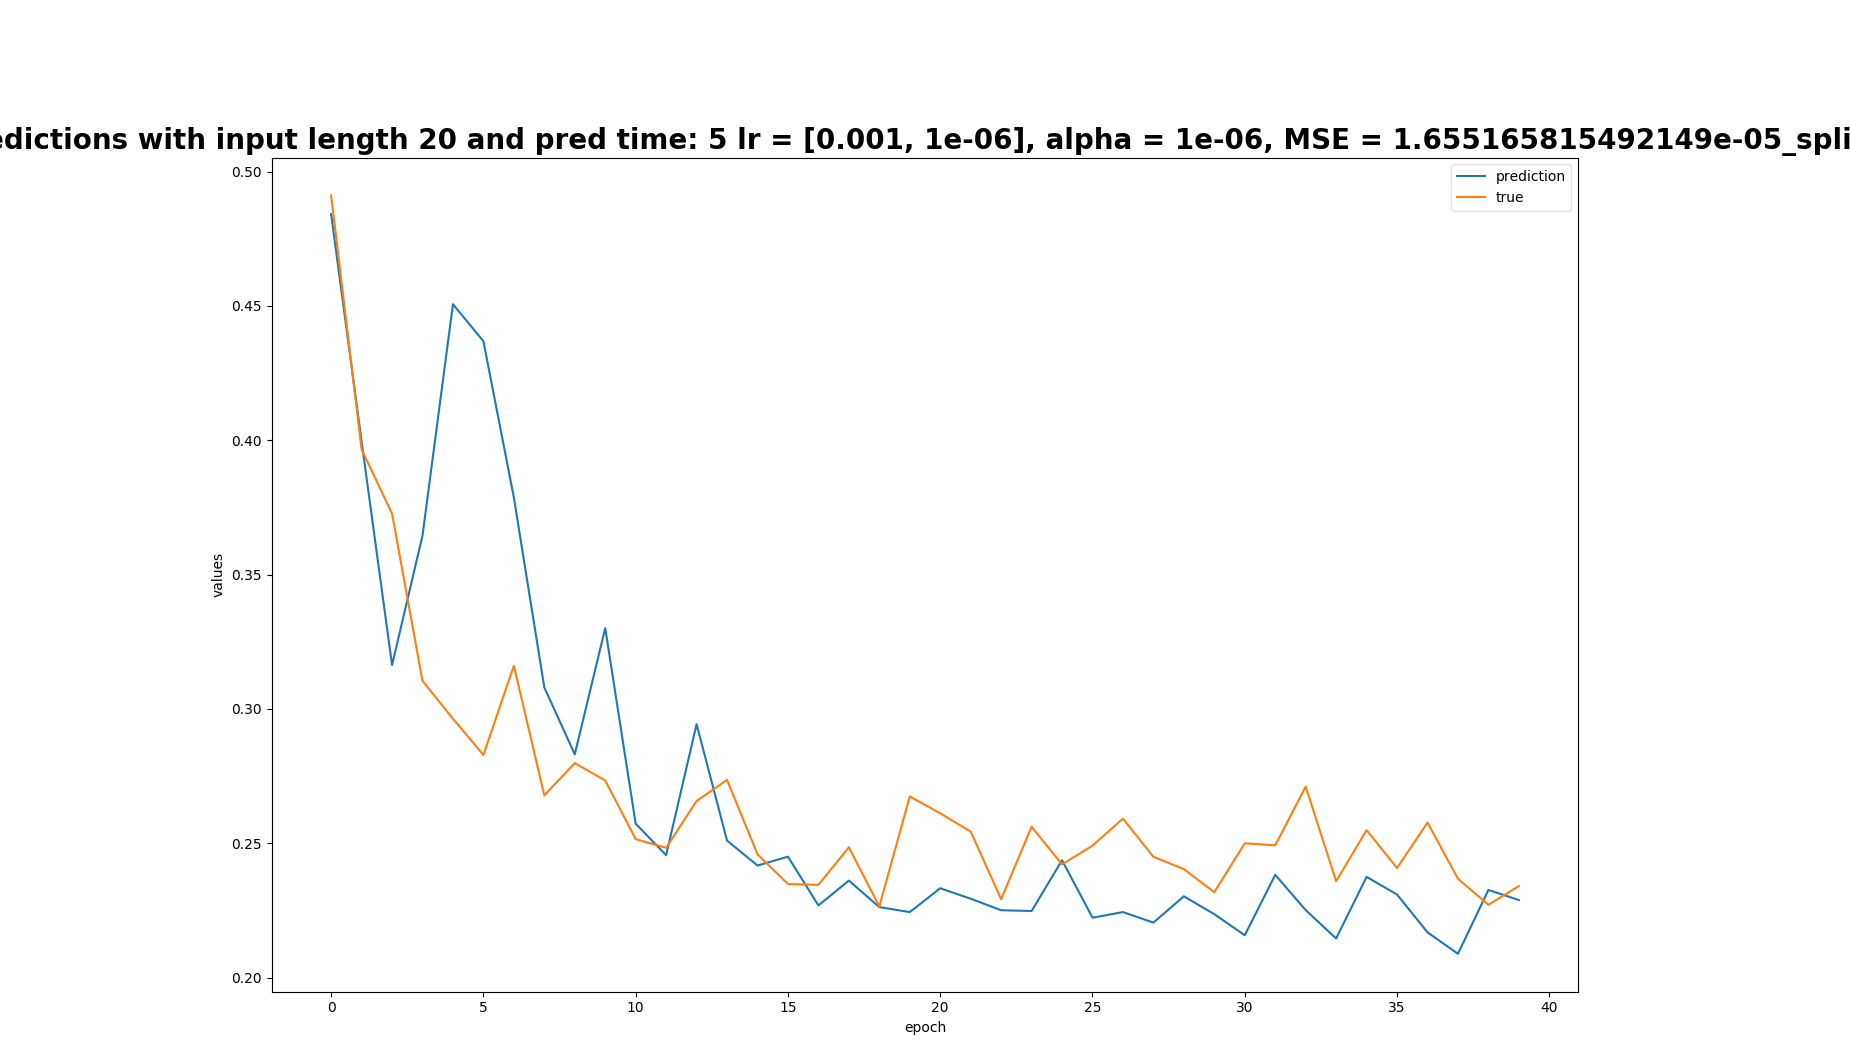 edictions with input length 20 and pred time: 5 lr = [0.001, 1e-06], alpha = 1e-06, MSE = 1.655165815492149e-05_spli
prediction
true
0.50
0.45
0.40
0.35
0.30
0.25
0.20
values
0 5 10 15 20 25 30 35 40
epoch